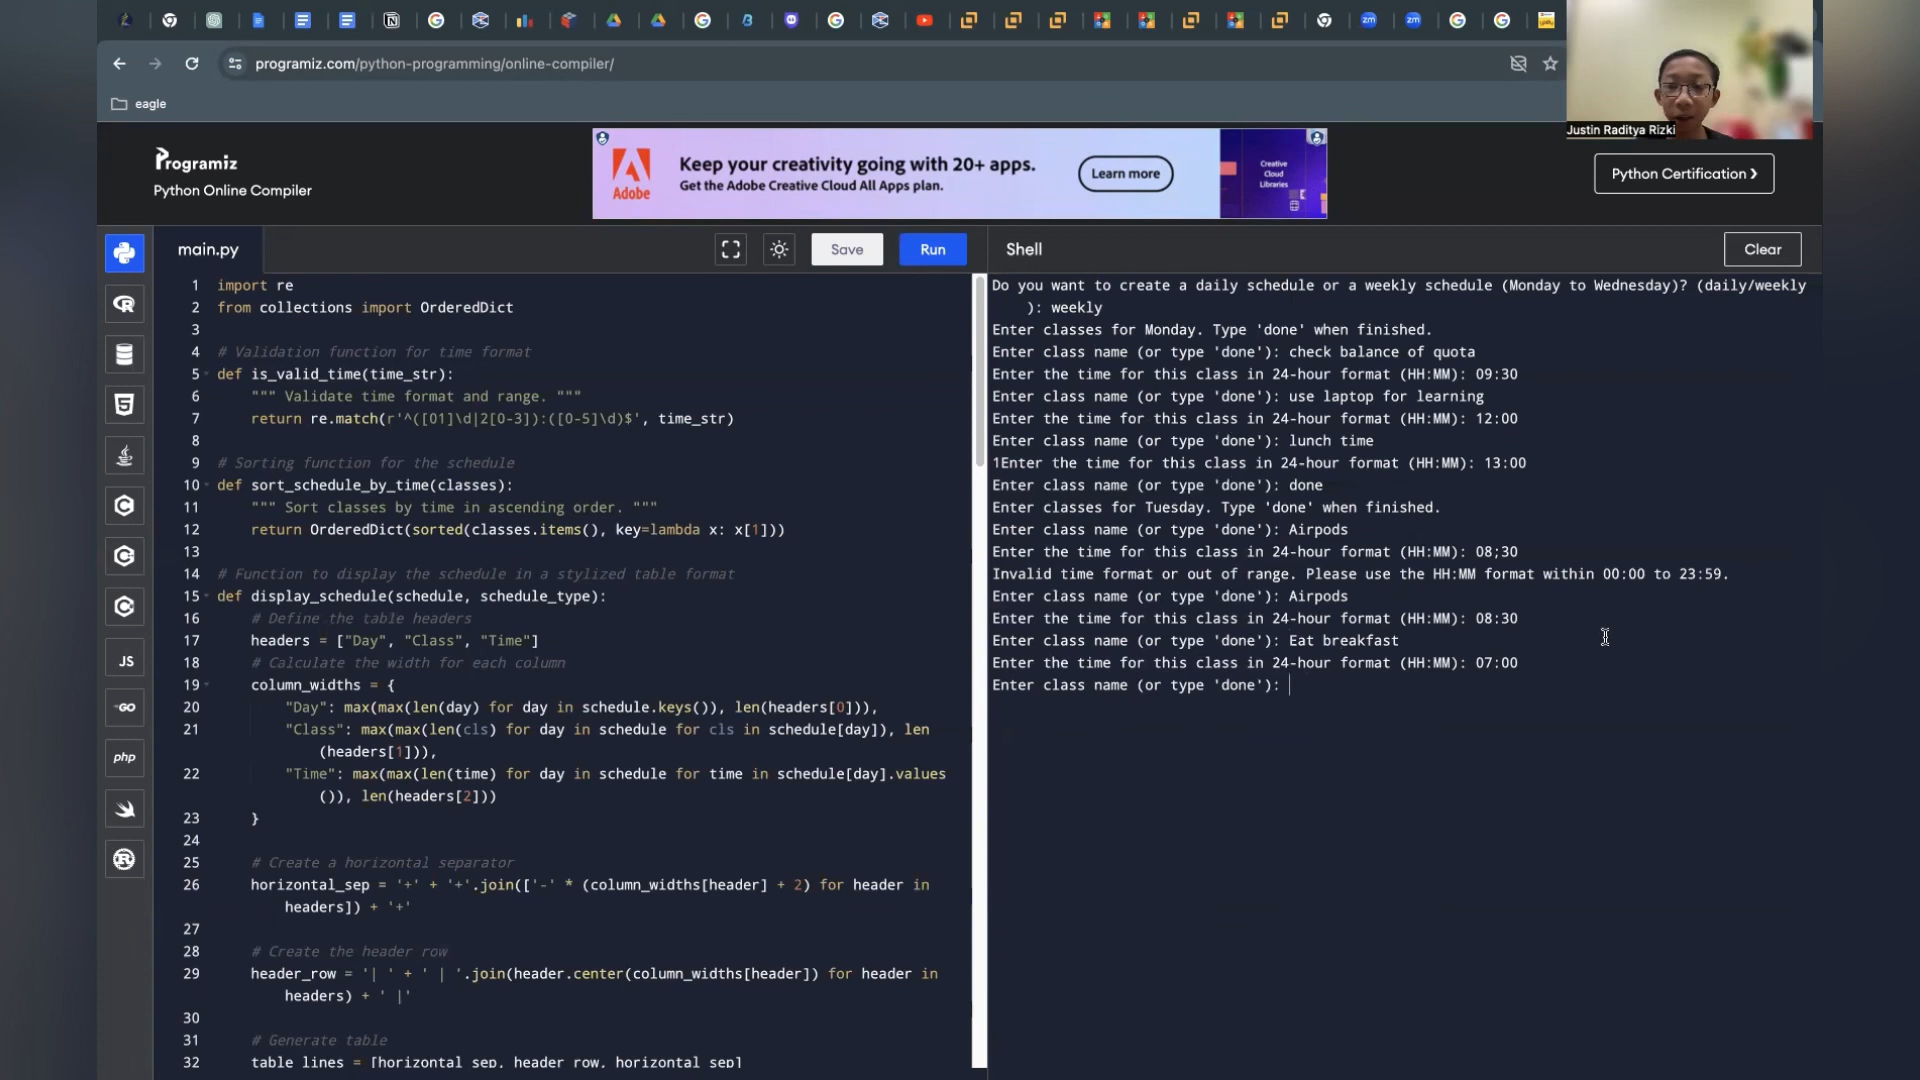 programiz.com/python-programming/online-compiler/
eagle
Justin Raditya Rizki
Programiz
Python Online Compiler
Adobe
Keep your creativity going with 20+ apps.
Get the Adobe Creative Cloud All Apps plan.
Learn more
Creative
Cloud
Libraries
Python Certification ❯
main.py
Save
Run
Shell
Clear
1 import re
2 from collections import OrderedDict
3
4 # Validation function for time format
5 def is_valid_time(time_str):
6 """ Validate time format and range. """
7 return re.match(r'^([01]\d|2[0-3]):([0-5]\d)$', time_str)
8
9 # Sorting function for the schedule
10 def sort_schedule_by_time(classes):
11 """ Sort classes by time in ascending order. """
12 return OrderedDict(sorted(classes.items(), key=lambda x: x[1]))
13
14 # Function to display the schedule in a stylized table format
15 def display_schedule(schedule, schedule_type):
16 # Define the table headers
17 headers = ["Day", "Class", "Time"]
18 # Calculate the width for each column
19 column_widths = {
20 "Day": max(max(len(day) for day in schedule.keys()), len(headers[0])),
21 "Class": max(max(len(cls) for day in schedule for cls in schedule[day]), len
(headers[1])),
22 "Time": max(max(len(time) for day in schedule for time in schedule[day].values
()), len(headers[2]))
23 }
24
25 # Create a horizontal separator
26 horizontal_sep = '+' + '+'.join(['-' * (column_widths[header] + 2) for header in
headers]) + '+'
27
28 # Create the header row
29 header_row = '| ' + ' | '.join(header.center(column_widths[header]) for header in
headers) + ' |'
30
31 # Generate table
32 table_lines = [horizontal_sep, header_row, horizontal_sep]
Do you want to create a daily schedule or a weekly schedule (Monday to Wednesday)? (daily/weekly
): weekly
Enter classes for Monday. Type 'done' when finished.
Enter class name (or type 'done'): check balance of quota
Enter the time for this class in 24-hour format (HH:MM): 09:30
Enter class name (or type 'done'): use laptop for learning
Enter the time for this class in 24-hour format (HH:MM): 12:00
Enter class name (or type 'done'): lunch time
1Enter the time for this class in 24-hour format (HH:MM): 13:00
Enter class name (or type 'done'): done
Enter classes for Tuesday. Type 'done' when finished.
Enter class name (or type 'done'): Airpods
Enter the time for this class in 24-hour format (HH:MM): 08;30
Invalid time format or out of range. Please use the HH:MM format within 00:00 to 23:59.
Enter class name (or type 'done'): Airpods
Enter the time for this class in 24-hour format (HH:MM): 08:30
Enter class name (or type 'done'): Eat breakfast
Enter the time for this class in 24-hour format (HH:MM): 07:00
Enter class name (or type 'done'):
JS
GO
php